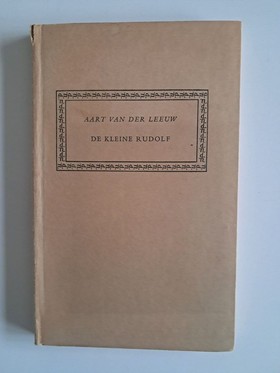 AART VAN DER LEEUW
DE KLEINE RUDOLF